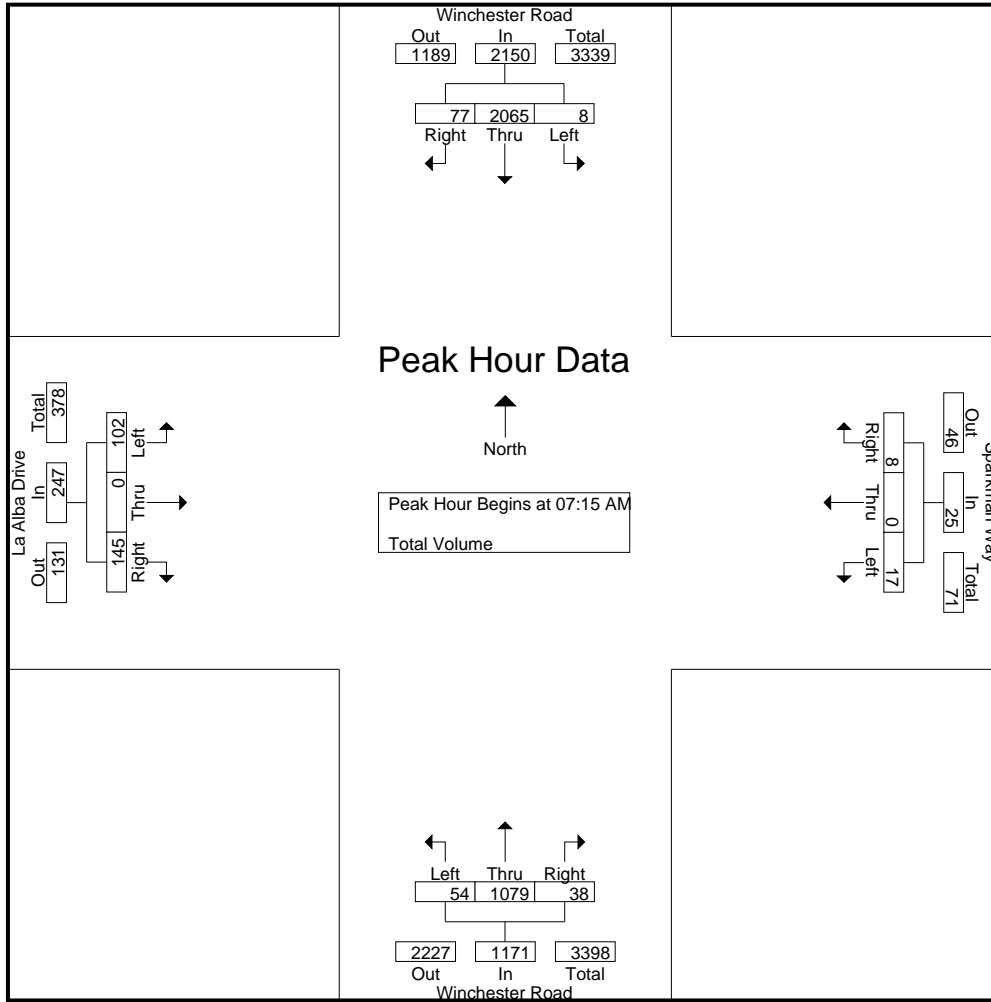 Winchester Road
Out In Total
1189 2150 3339
77 2065 8
Right Thru Left
Peak Hour Data
North
Peak Hour Begins at 07:15 AM
Total Volume
La Alba Drive
Out In Total
131 247 378
Left Thru Right
102 0 145
Sparkman Way
Out In Total
46 25 71
Right Thru Left
8 0 17
Left Thru Right
54 1079 38
2227 1171 3398
Out In Total
Winchester Road